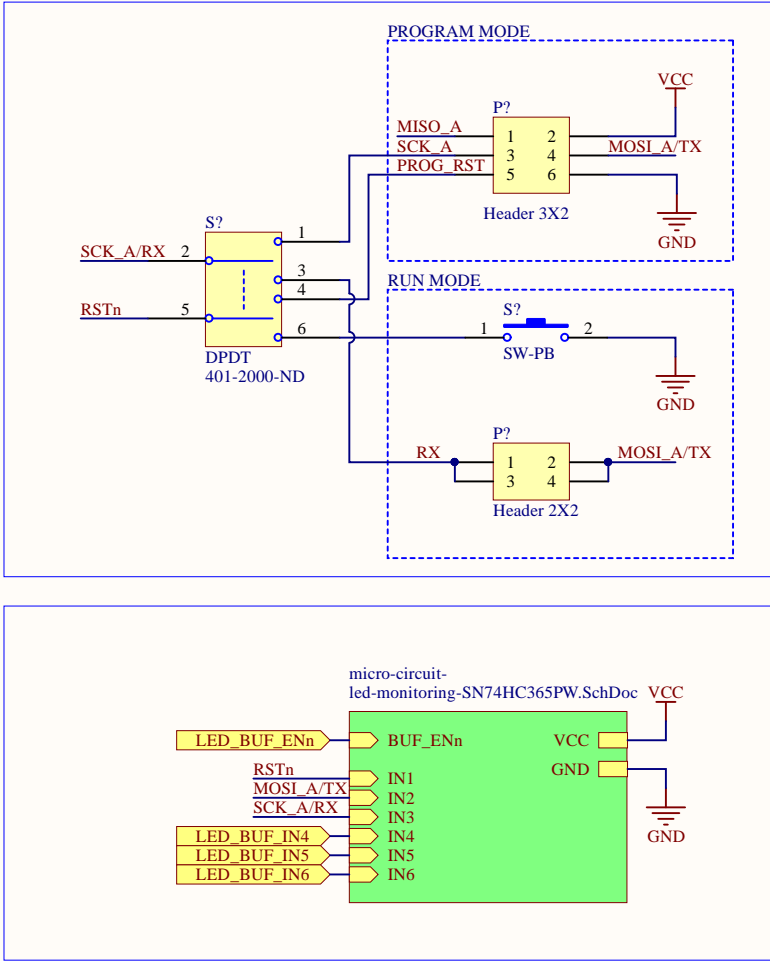 PROGRAM MODE
VCC
P?
MISO_A 1 2
SCK_A 3 4 MOSI_A/TX
PROG_RST 5 6
Header 3X2
GND
S?
1
SCK_A/RX 2
3
4
RSTn 5
6
DPDT
401-2000-ND
RUN MODE
S?
1 2
SW-PB
GND
P?
RX 1 2 MOSI_A/TX
3 4
Header 2X2
micro-circuit-
led-monitoring-SN74HC365PW.SchDoc VCC
LED_BUF_ENn BUF_ENn VCC
RSTn IN1 GND
MOSI_A/TX IN2
SCK_A/RX IN3
LED_BUF_IN4 IN4 GND
LED_BUF_IN5 IN5
LED_BUF_IN6 IN6